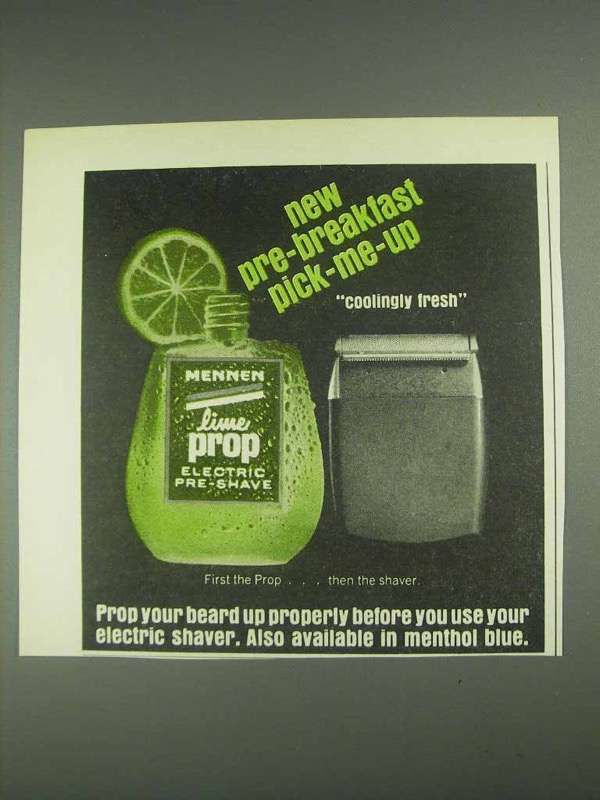 new
pre-breakfast
pick-me-up
"coolingly fresh"
MENNEN
lime
prop
ELECTRIC
PRE-SHAVE
First the Prop . . . then the shaver.
Prop your beard up properly before you use your
electric shaver. Also available in menthol blue.